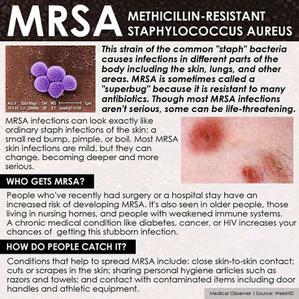 MRSA
METHICILLIN-RESISTANT
STAPHYLOCOCCUS AUREUS
This strain of the common "staph" bacteria
causes infections in different parts of the
body including the skin, lungs, and other
areas. MRSA is sometimes called a
"superbug" because it is resistant to many
antibiotics. Though most MRSA infections
aren't serious, some can be life-threatening.
MRSA infections can look exactly like
ordinary staph infections of the skin: a
small red bump, pimple, or boil. Most MRSA
skin infections are mild, but they can
change, becoming deeper and more
serious.
WHO GETS MRSA?
People who've recently had surgery or a hospital stay have an
increased risk of developing MRSA. It's also seen in older people, those
living in nursing homes, and people with weakened immune systems.
A chronic medical condition like diabetes, cancer, or HIV increases your
chances of getting this stubborn infection.
HOW DO PEOPLE CATCH IT?
Conditions that help to spread MRSA include: close skin-to-skin contact;
cuts or scrapes in the skin; sharing personal hygiene articles such as
razors and towels; and contact with contaminated items including door
handles and athletic equipment.
Medical Observer | Source: WebMD